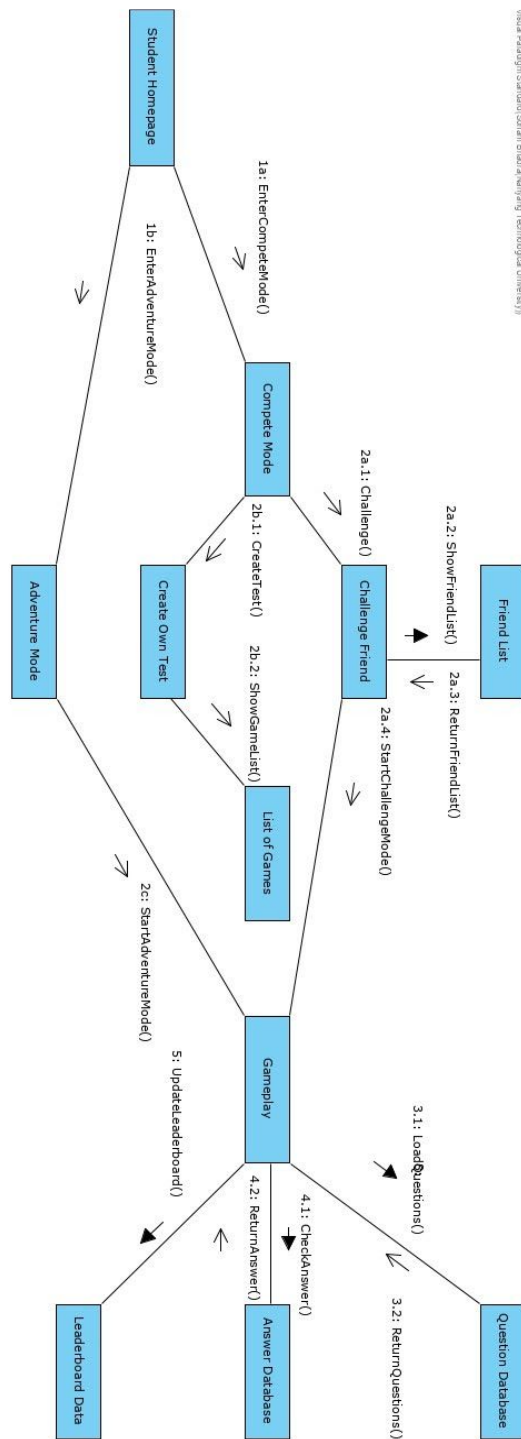 Student Homepage
1a: EnterCompeteMode()
1b: EnterAdventureMode()
Compete Mode
2a.1: Challenge()
2b.1: CreateTest()
Friend List
2a.2: ShowFriendList()
2a.3: ReturnFriendList()
Challenge Friend
2a.4: StartChallengeMode()
Create Own Test
2b.2: ShowGameList()
Adventure Mode
List of Games
2c: StartAdventureMode()
Gameplay
3.1: LoadQuestions()
3.2: ReturnQuestions()
4.1: CheckAnswer()
4.2: ReturnAnswer()
5: UpdateLeaderboard()
Question Database
Answer Database
Leaderboard Data